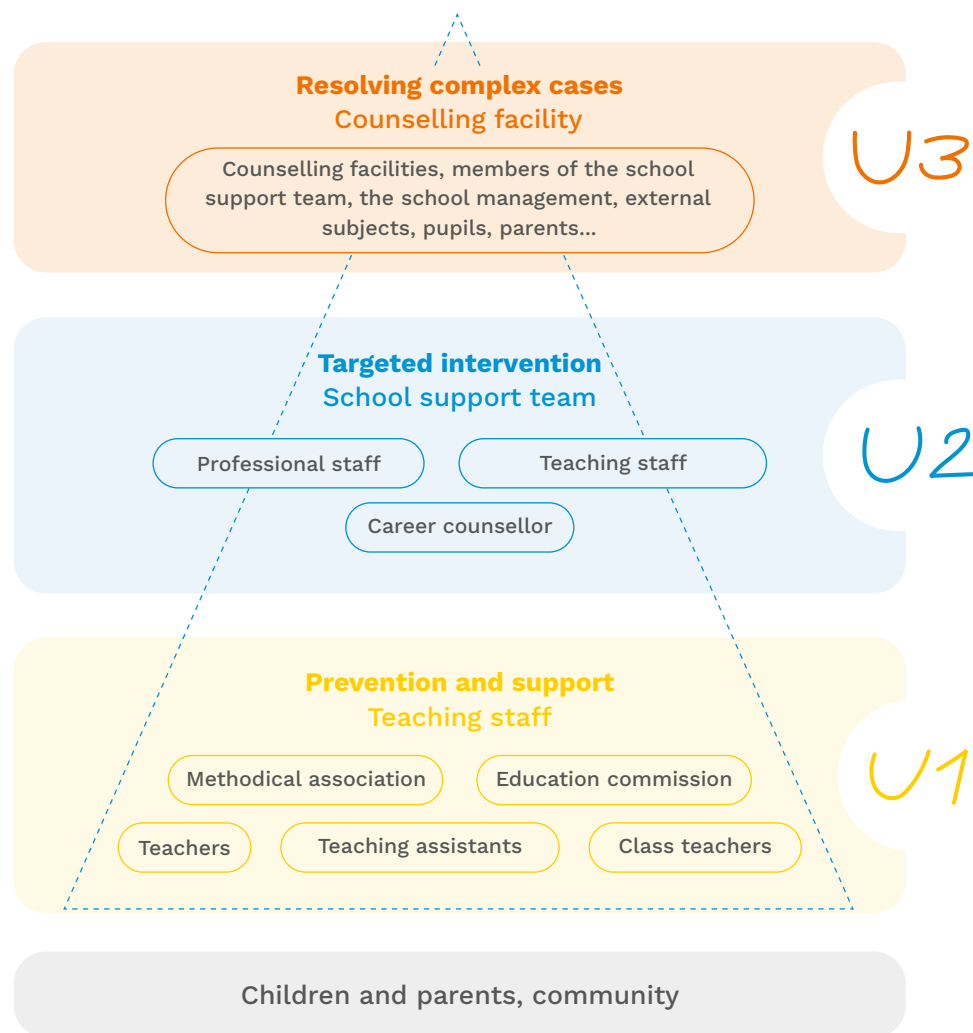 Resolving complex cases
Counselling facility
Counselling facilities, members of the school
support team, the school management, external
subjects, pupils, parents...
U3
Targeted intervention
School support team
Professional staff
Teaching staff
Career counsellor
U2
Prevention and support
Teaching staff
Methodical association
Education commission
Teachers
Teaching assistants
Class teachers
U1
Children and parents, community